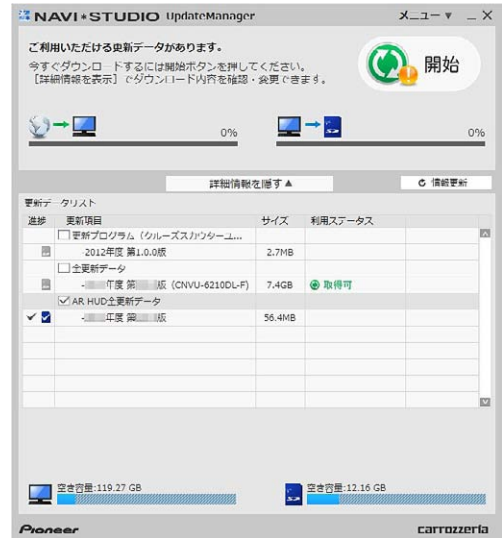 NAVI*STUDIO UpdateManager メニュー ▼ _ X
ご利用いただける更新データがあります。
今すぐダウンロードするには開始ボタンを押してください。
[詳細情報を表示] でダウンロード内容を確認・変更できます。
開始
0% 0%
詳細情報を隠す▲ 情報更新
更新データリスト
進捗 更新項目 サイズ 利用ステータス
更新プログラム（クルーズスカウターユ...
2012年度 第1.0.0版 2.7MB
全更新データ
- 年度 第 版 (CNVU-6210DL-F) 7.4GB 取得可
AR HUD全更新データ
- 年度 第 版 56.4MB
空き容量:119.27 GB 空き容量:12.16 GB
Pioneer carrozzeria